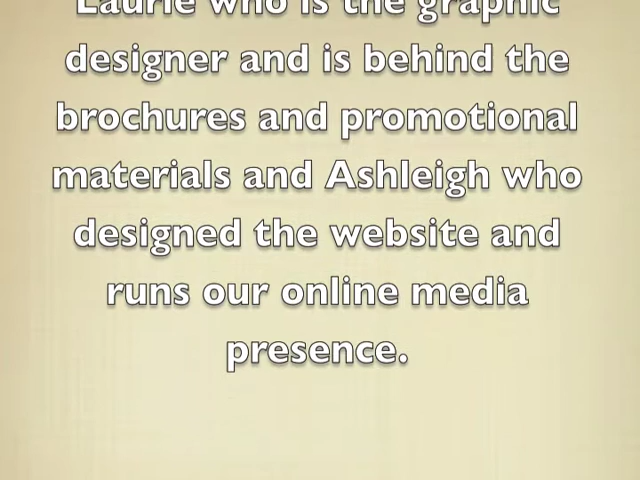 Laurie who is the graphic
designer and is behind the
brochures and promotional
materials and Ashleigh who
designed the website and
runs our online media
presence.